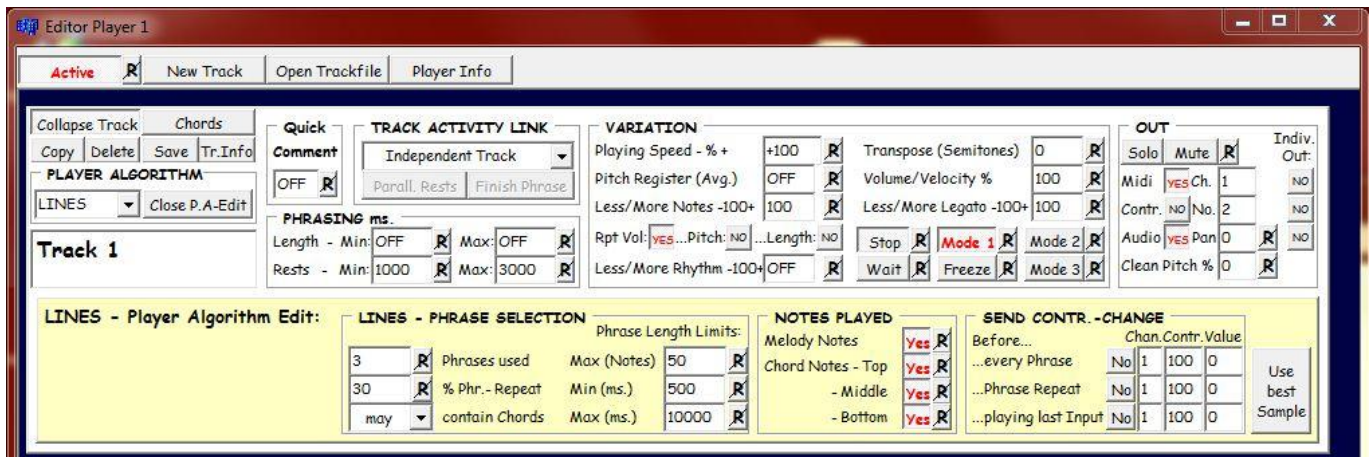 Editor Player 1
Active R New Track Open Trackfile Player Info
Collapse Track Chords
Copy Delete Save Tr.Info
PLAYER ALGORITHM
LINES Close P.A-Edit
Track 1
Quick
Comment
OFF R
TRACK ACTIVITY LINK
Independent Track
Parall. Rests Finish Phrase
PHRASING ms.
Length - Min: OFF R Max: OFF R
Rests - Min: 1000 R Max: 3000 R
VARIATION
Playing Speed - % + +100 R Transpose (Semitones) 0 R
Pitch Register (Avg.) OFF R Volume/Velocity % 100 R
Less/More Notes -100+ 100 R Less/More Legato -100+ 100 R
Rpt Vol: YES ...Pitch: NO ...Length: NO Stop R Mode 1 R Mode 2 R
Less/More Rhythm -100+ OFF R Wait R Freeze R Mode 3 R
OUT
Indiv.
Out:
Solo Mute R
Midi YES Ch. 1 NO
Contr. NO No. 2 NO
Audio YES Pan 0 R NO
Clean Pitch % 0 R
LINES - Player Algorithm Edit:
LINES - PHRASE SELECTION
Phrase Length Limits:
3 R Phrases used Max (Notes) 50 R
30 R % Phr.- Repeat Min (ms.) 500 R
may contain Chords Max (ms.) 10000 R
NOTES PLAYED
Melody Notes Yes R
Chord Notes - Top Yes R
- Middle Yes R
- Bottom Yes R
SEND CONTR.-CHANGE
Before... Chan. Contr. Value
...every Phrase No 1 100 0
...Phrase Repeat No 1 100 0
...playing last Input No 1 100 0
Use
best
Sample